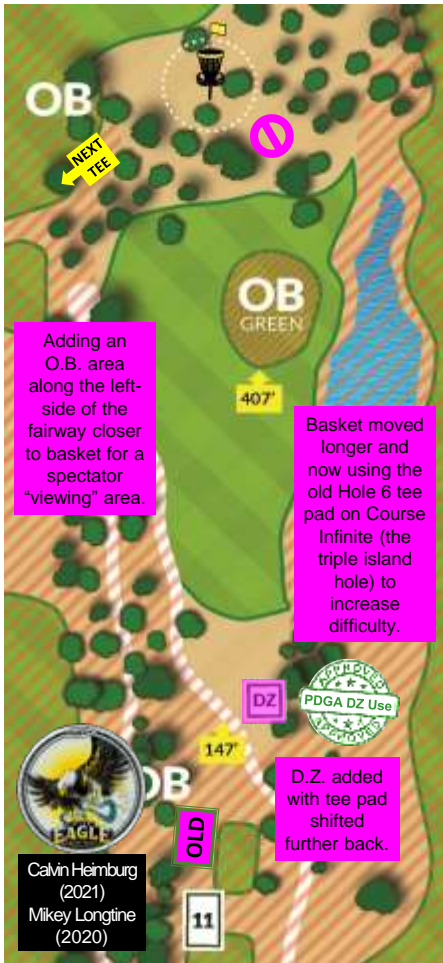 OB
NEXT
TEE
OB
GREEN
407'
Adding an
O.B. area
along the left-
side of the
fairway closer
to basket for a
spectator
“viewing” area.
Basket moved
longer and
now using the
old Hole 6 tee
pad on Course
Infinite (the
triple island
hole) to
increase
difficulty.
DZ
APPROVED
PDGA DZ Use
APPROVED
147'
OB
EAGLE
D.Z. added
with tee pad
shifted
further back.
OLD
Calvin Heimburg
(2021)
Mikey Longtine
(2020)
11